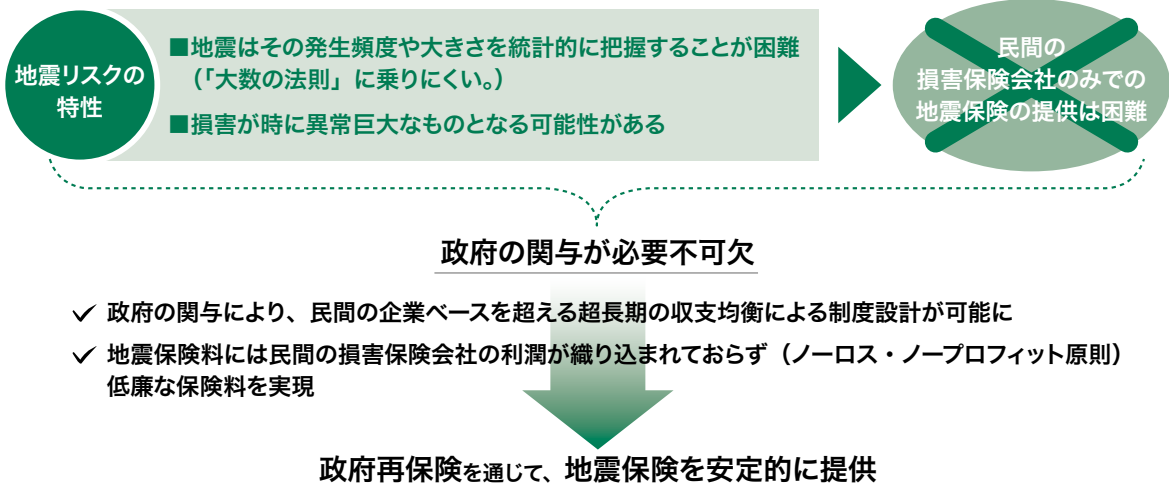 地震リスクの
特性
■地震はその発生頻度や大きさを統計的に把握することが困難
（「大数の法則」に乗りにくい。）
■損害が時に異常巨大なものとなる可能性がある
民間の
損害保険会社のみでの
地震保険の提供は困難
政府の関与が必要不可欠
✓ 政府の関与により、民間の企業ベースを超える超長期の収支均衡による制度設計が可能に
✓ 地震保険料には民間の損害保険会社の利潤が織り込まれておらず（ノーロス・ノープロフィット原則）
低廉な保険料を実現
政府再保険を通じて、地震保険を安定的に提供